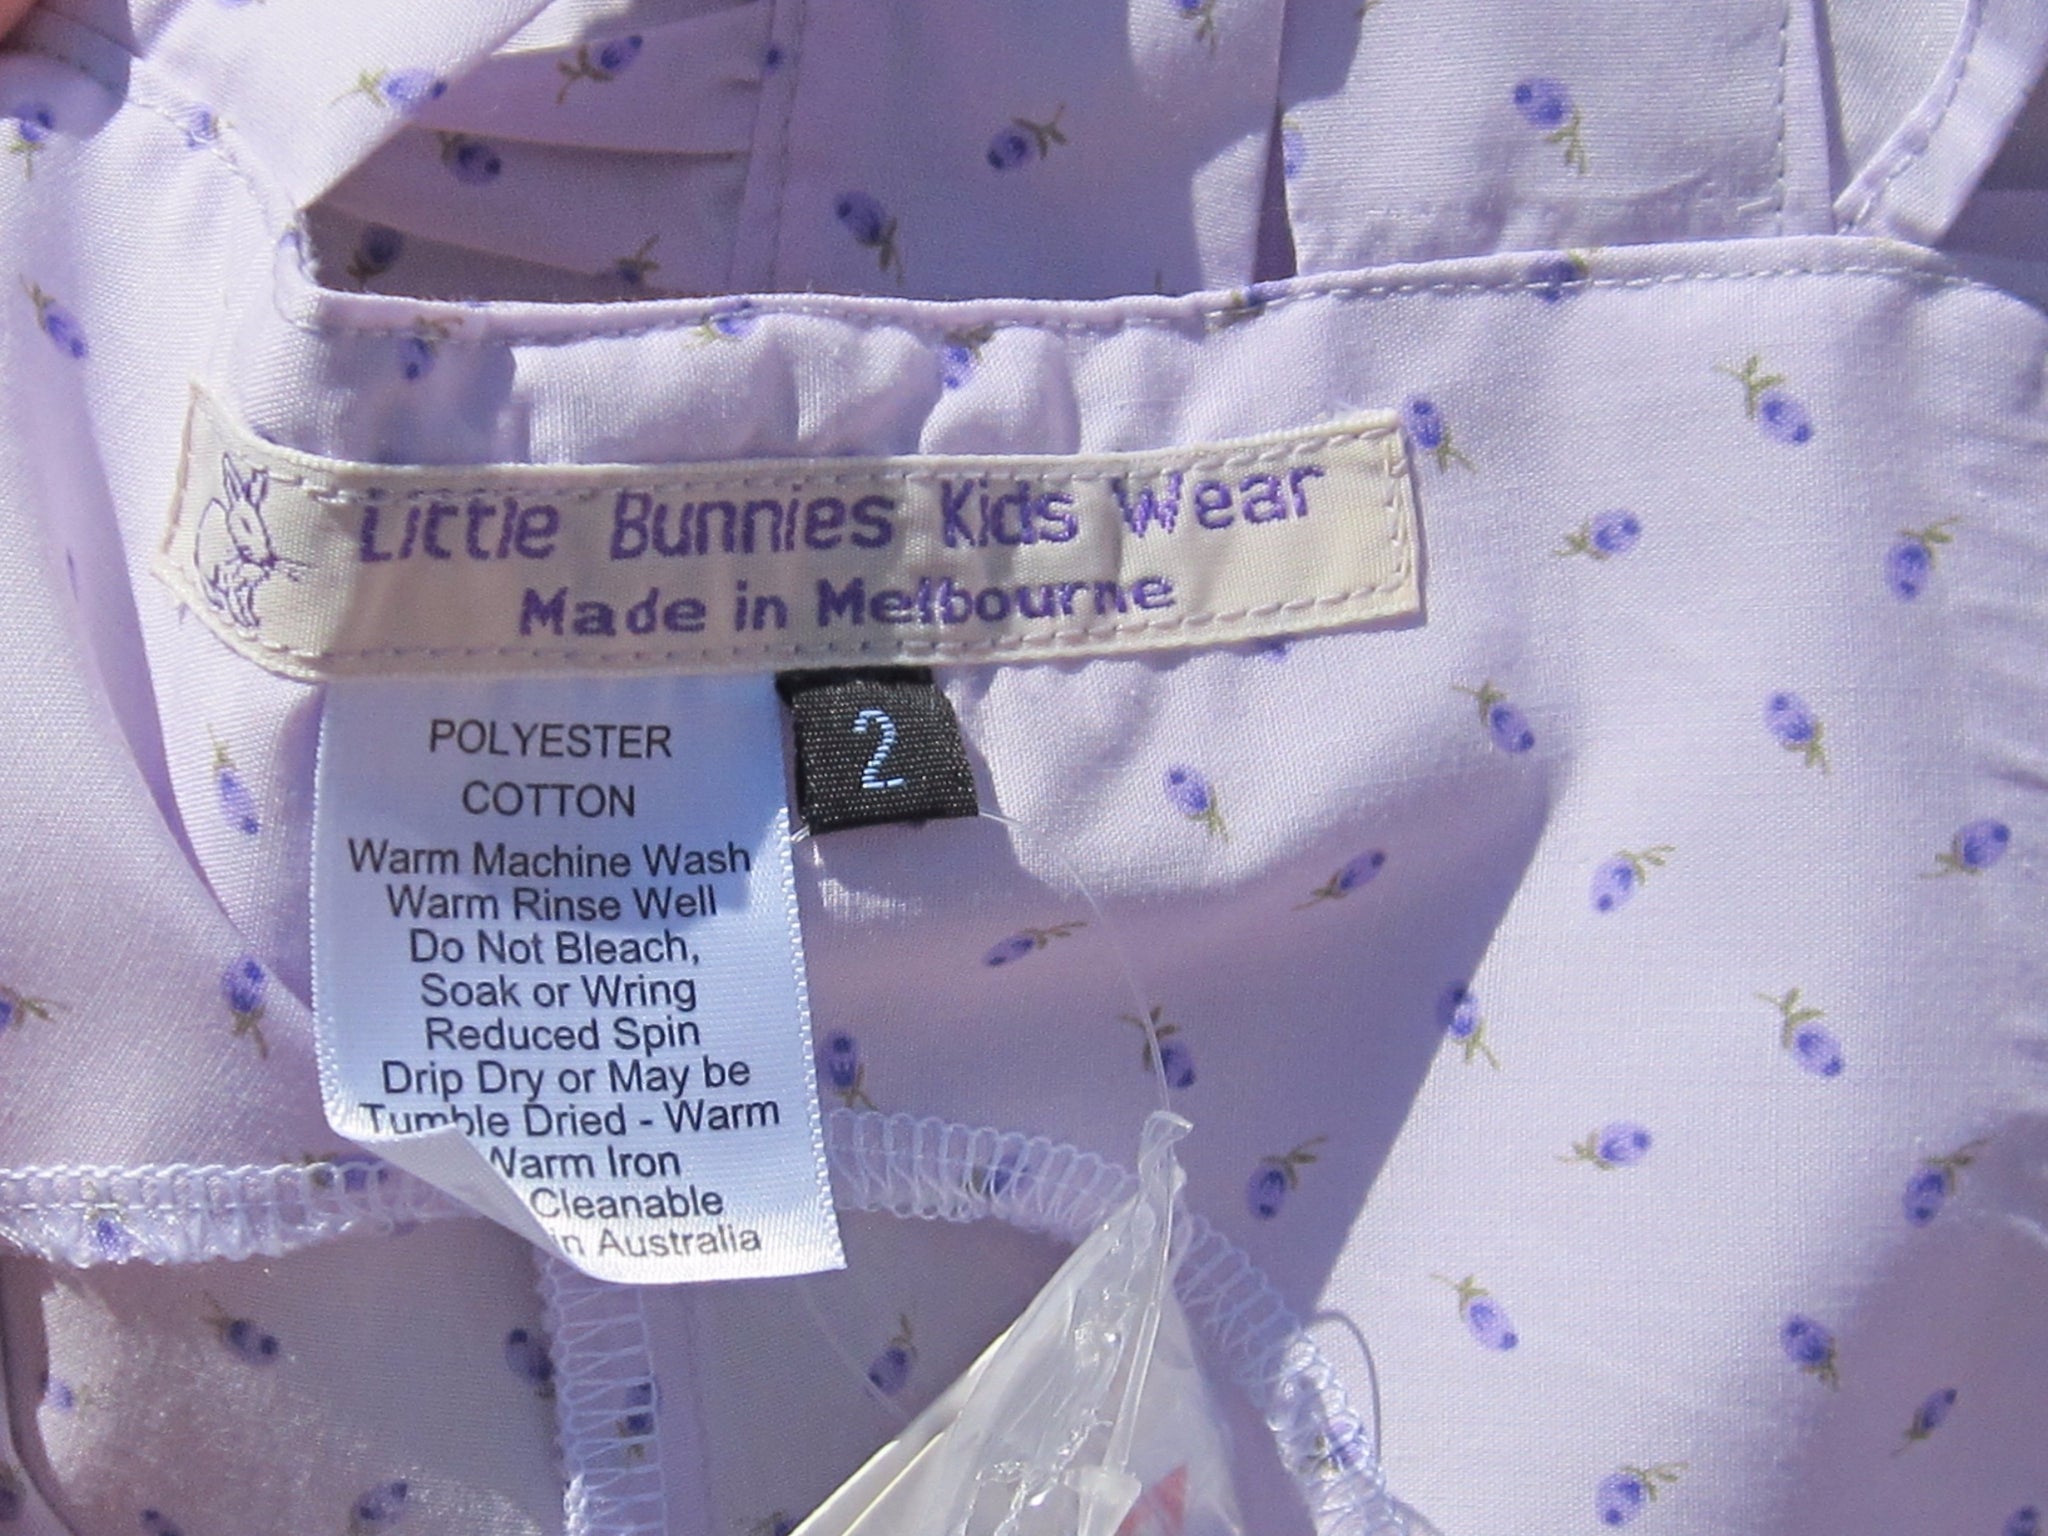 Little Bunnies Kids Wear
Made in Melbourne
2
POLYESTER
COTTON
Warm Machine Wash
Warm Rinse Well
Do Not Bleach,
Soak or Wring
Reduced Spin
Drip Dry or May be
Tumble Dried - Warm
Warm Iron
Cleanable
in Australia